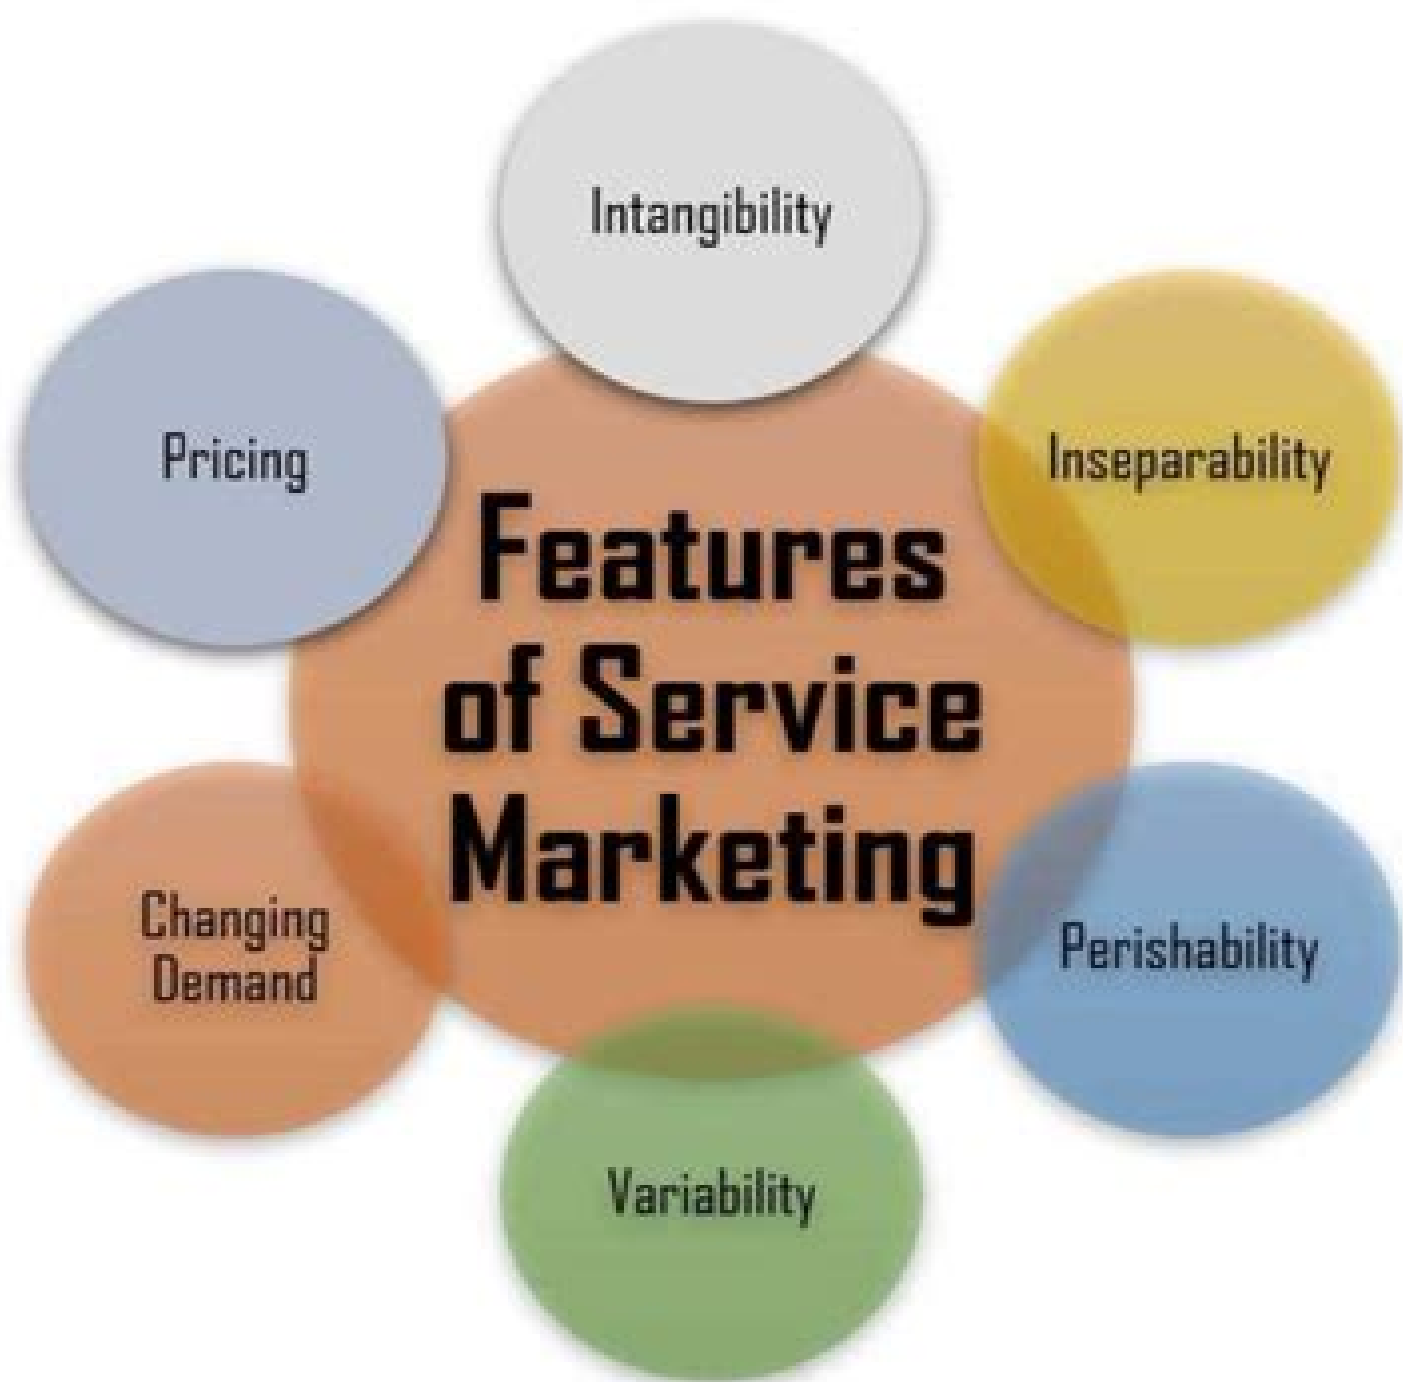 Intangibility
Pricing
Inseparability
Features
of Service
Marketing
Changing
Demand
Perishability
Variability